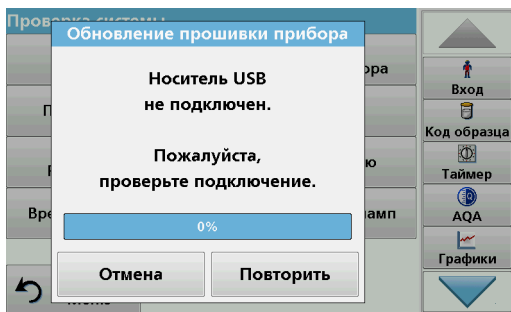 Проверка системы
Обновление прошивки прибора
Носитель USB
не подключен.
Пожалуйста,
проверьте подключение.
0%
Отмена
Повторить
Вход
Код образца
Таймер
AQA
Графики